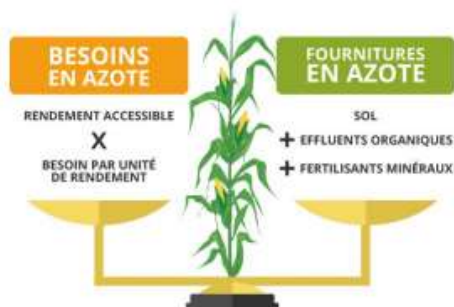 BESOINS
EN AZOTE
RENDEMENT ACCESSIBLE
X
BESOIN PAR UNITÉ
DE RENDEMENT
FOURNITURES
EN AZOTE
SOL
+ EFFLUENTS ORGANIQUES
+ FERTILISANTS MINÉRAUX